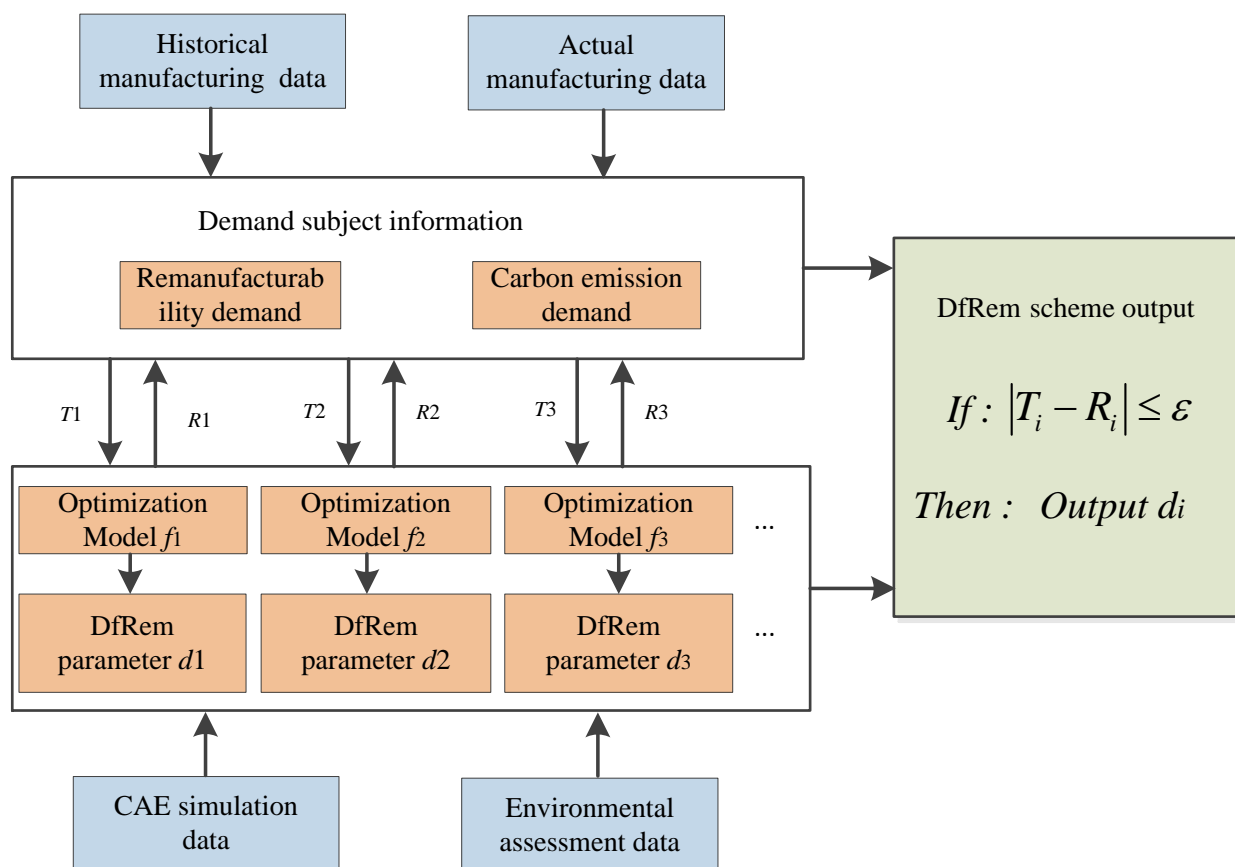 Historical
manufacturing data
Actual
manufacturing data
Demand subject information
Remanufacturab
ility demand
Carbon emission
demand
T1
R1
T2
R2
T3
R3
Optimization
Model f1
Optimization
Model f2
Optimization
Model f3
...
DfRem
parameter d1
DfRem
parameter d2
DfRem
parameter d3
...
CAE simulation
data
Environmental
assessment data
DfRem scheme output
If : |Ti − Ri| ≤ ε
Then : Output di